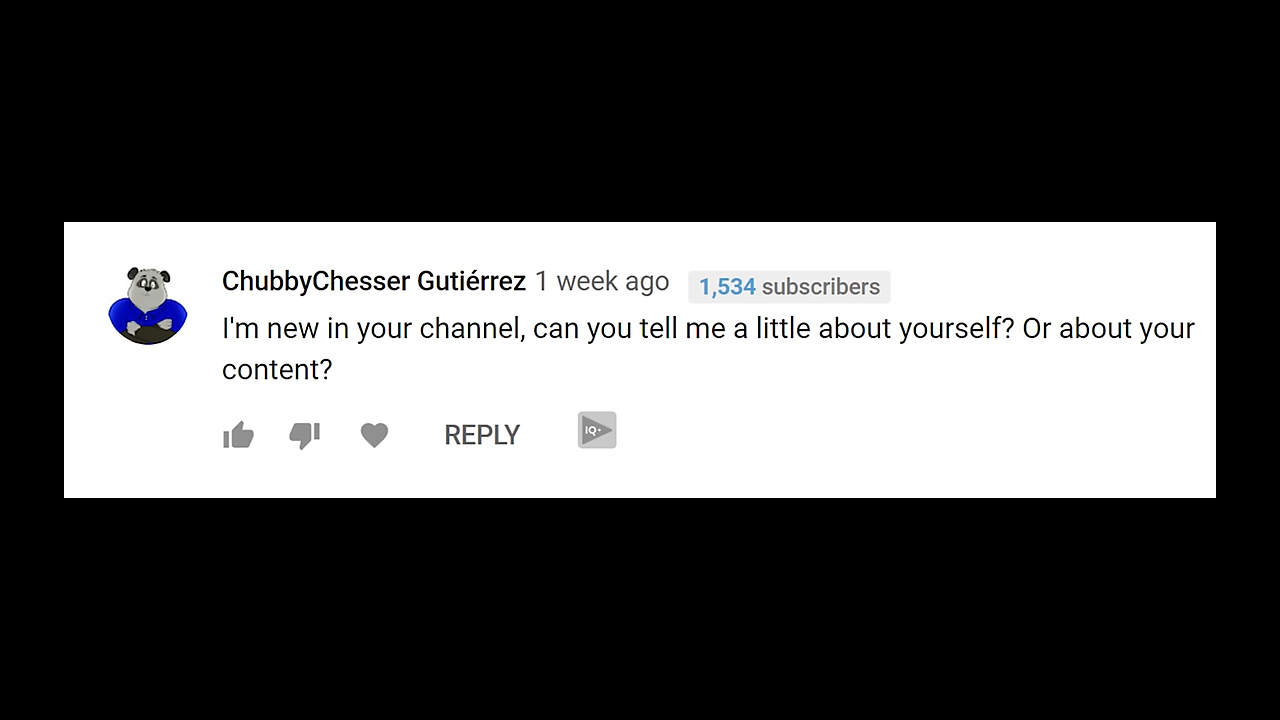 ChubbyChesser Gutiérrez 1 week ago 1,534 subscribers
I'm new in your channel, can you tell me a little about yourself? Or about your
content?
REPLY IQ+